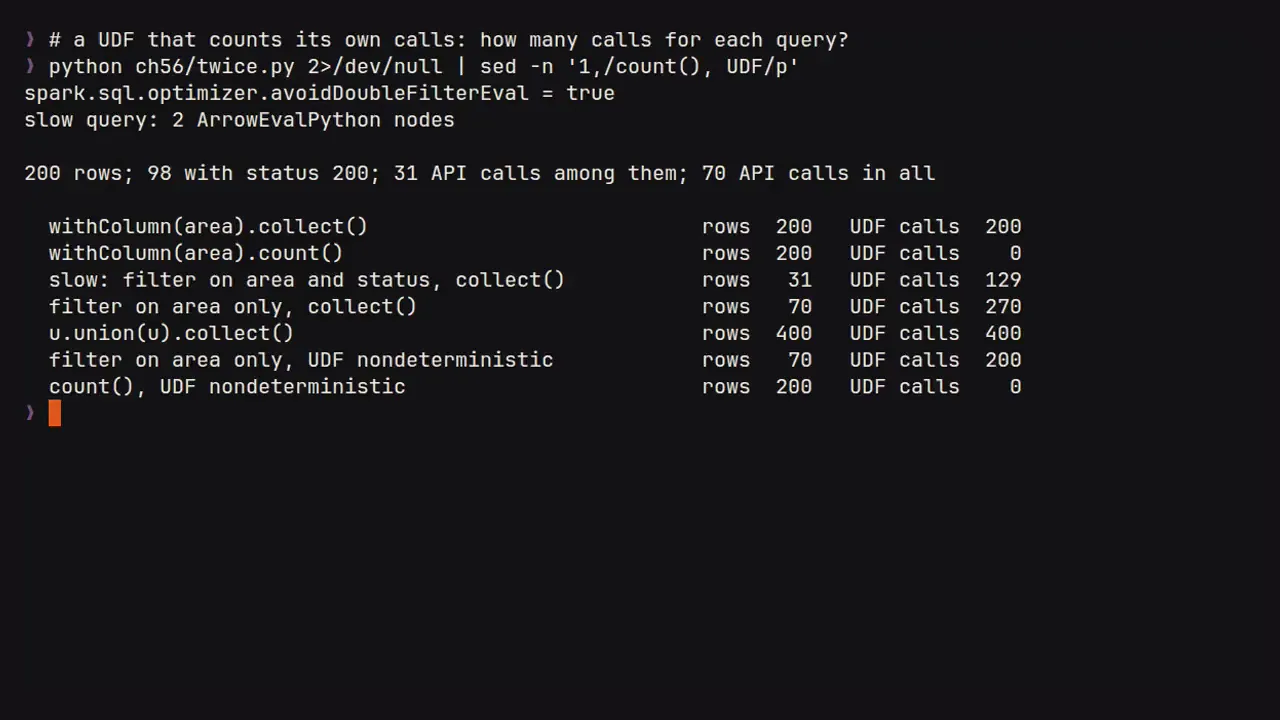 ❯ # a UDF that counts its own calls: how many calls for each query?
❯ python ch56/twice.py 2>/dev/null | sed -n '1,/count(), UDF/p'
spark.sql.optimizer.avoidDoubleFilterEval = true
slow query: 2 ArrowEvalPython nodes
200 rows; 98 with status 200; 31 API calls among them; 70 API calls in all
withColumn(area).collect() rows 200 UDF calls 200
withColumn(area).count() rows 200 UDF calls 0
slow: filter on area and status, collect() rows 31 UDF calls 129
filter on area only, collect() rows 70 UDF calls 270
u.union(u).collect() rows 400 UDF calls 400
filter on area only, UDF nondeterministic rows 70 UDF calls 200
count(), UDF nondeterministic rows 200 UDF calls 0
❯